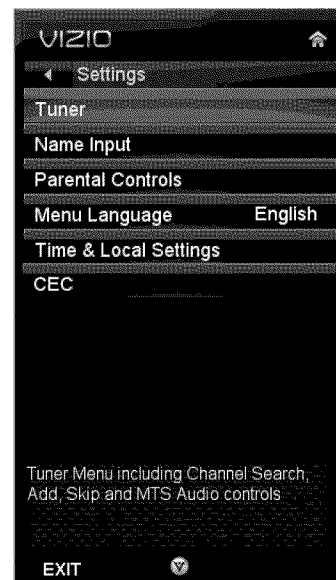 VIZIO
Settings
Tuner
Name Input
Parental Controls
Menu Language English
Time & Local Settings
CEC
Tuner Menu including Channel Search,
Add, Skip and MTS Audio controls
EXIT
V